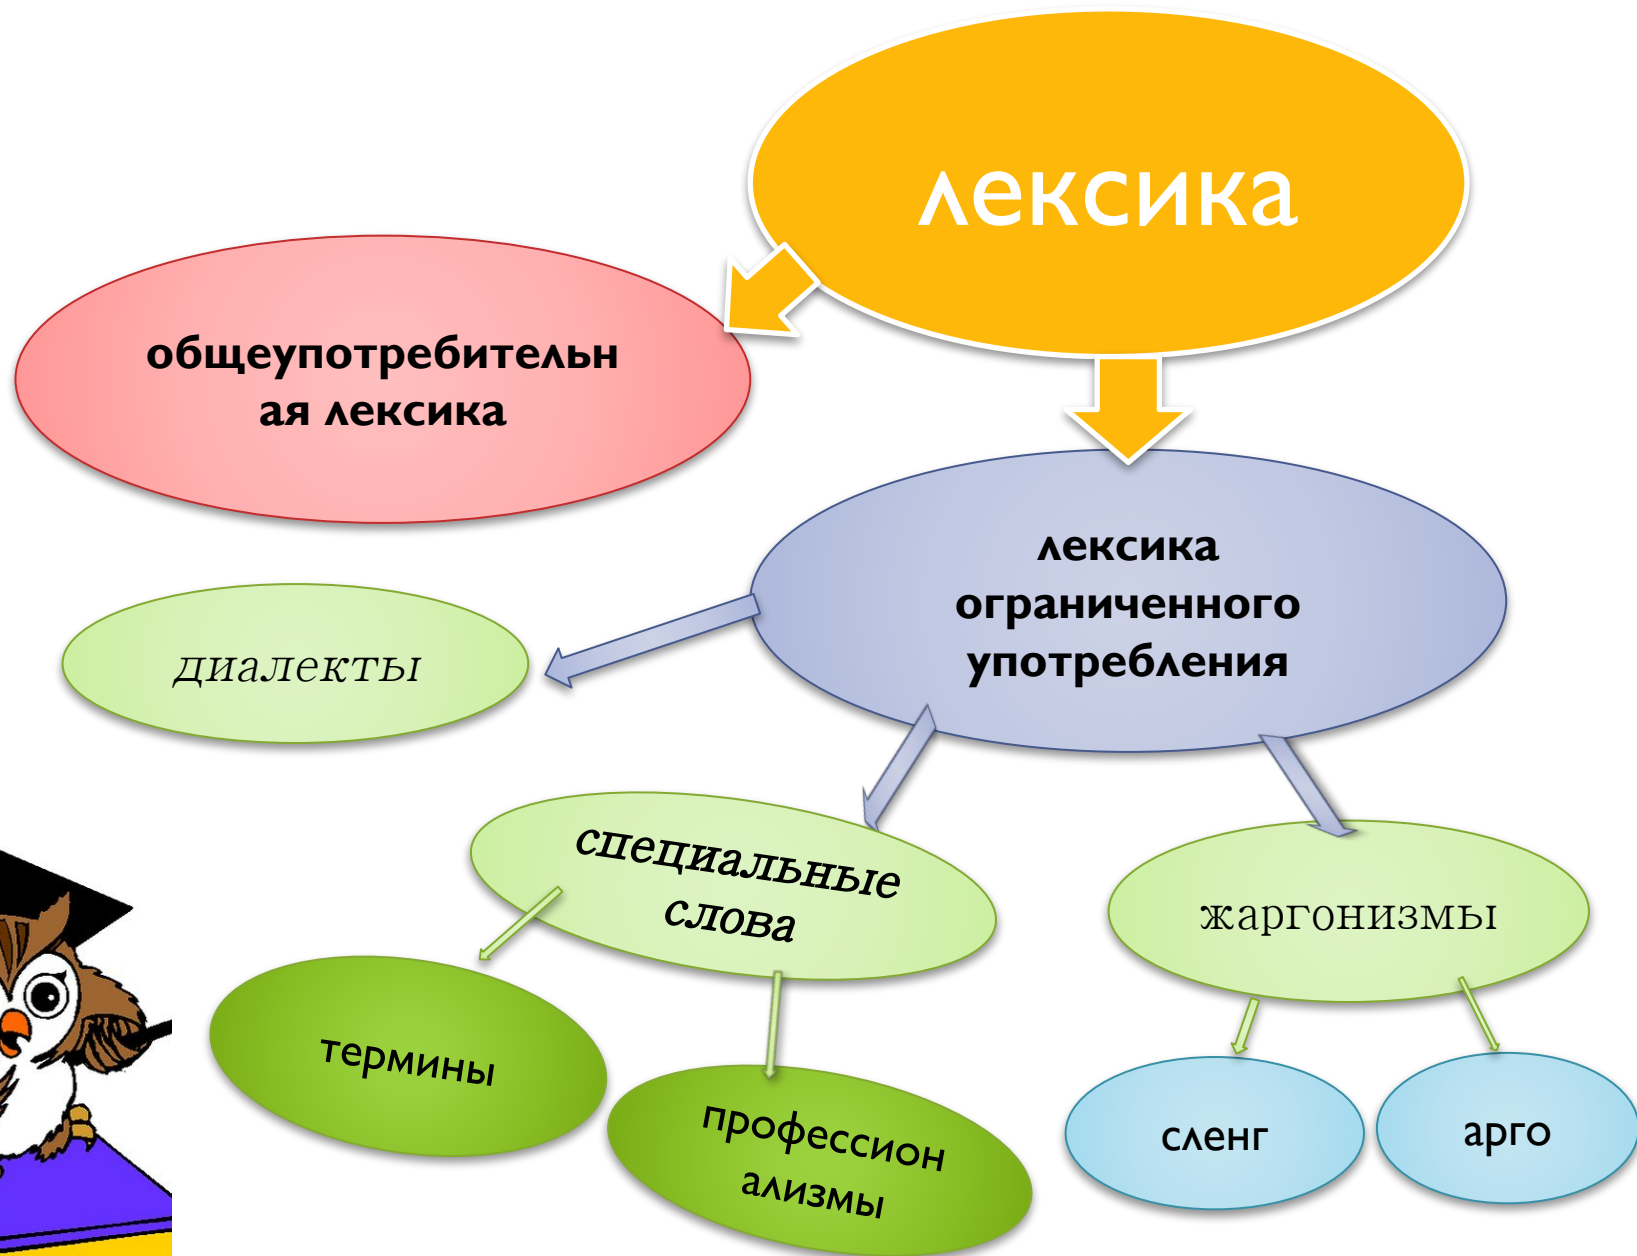 лексика
общеупотребительн
ая лексика
лексика
ограниченного
употребления
диалекты
специальные
слова
жаргонизмы
термины
профессион
ализмы
сленг
арго